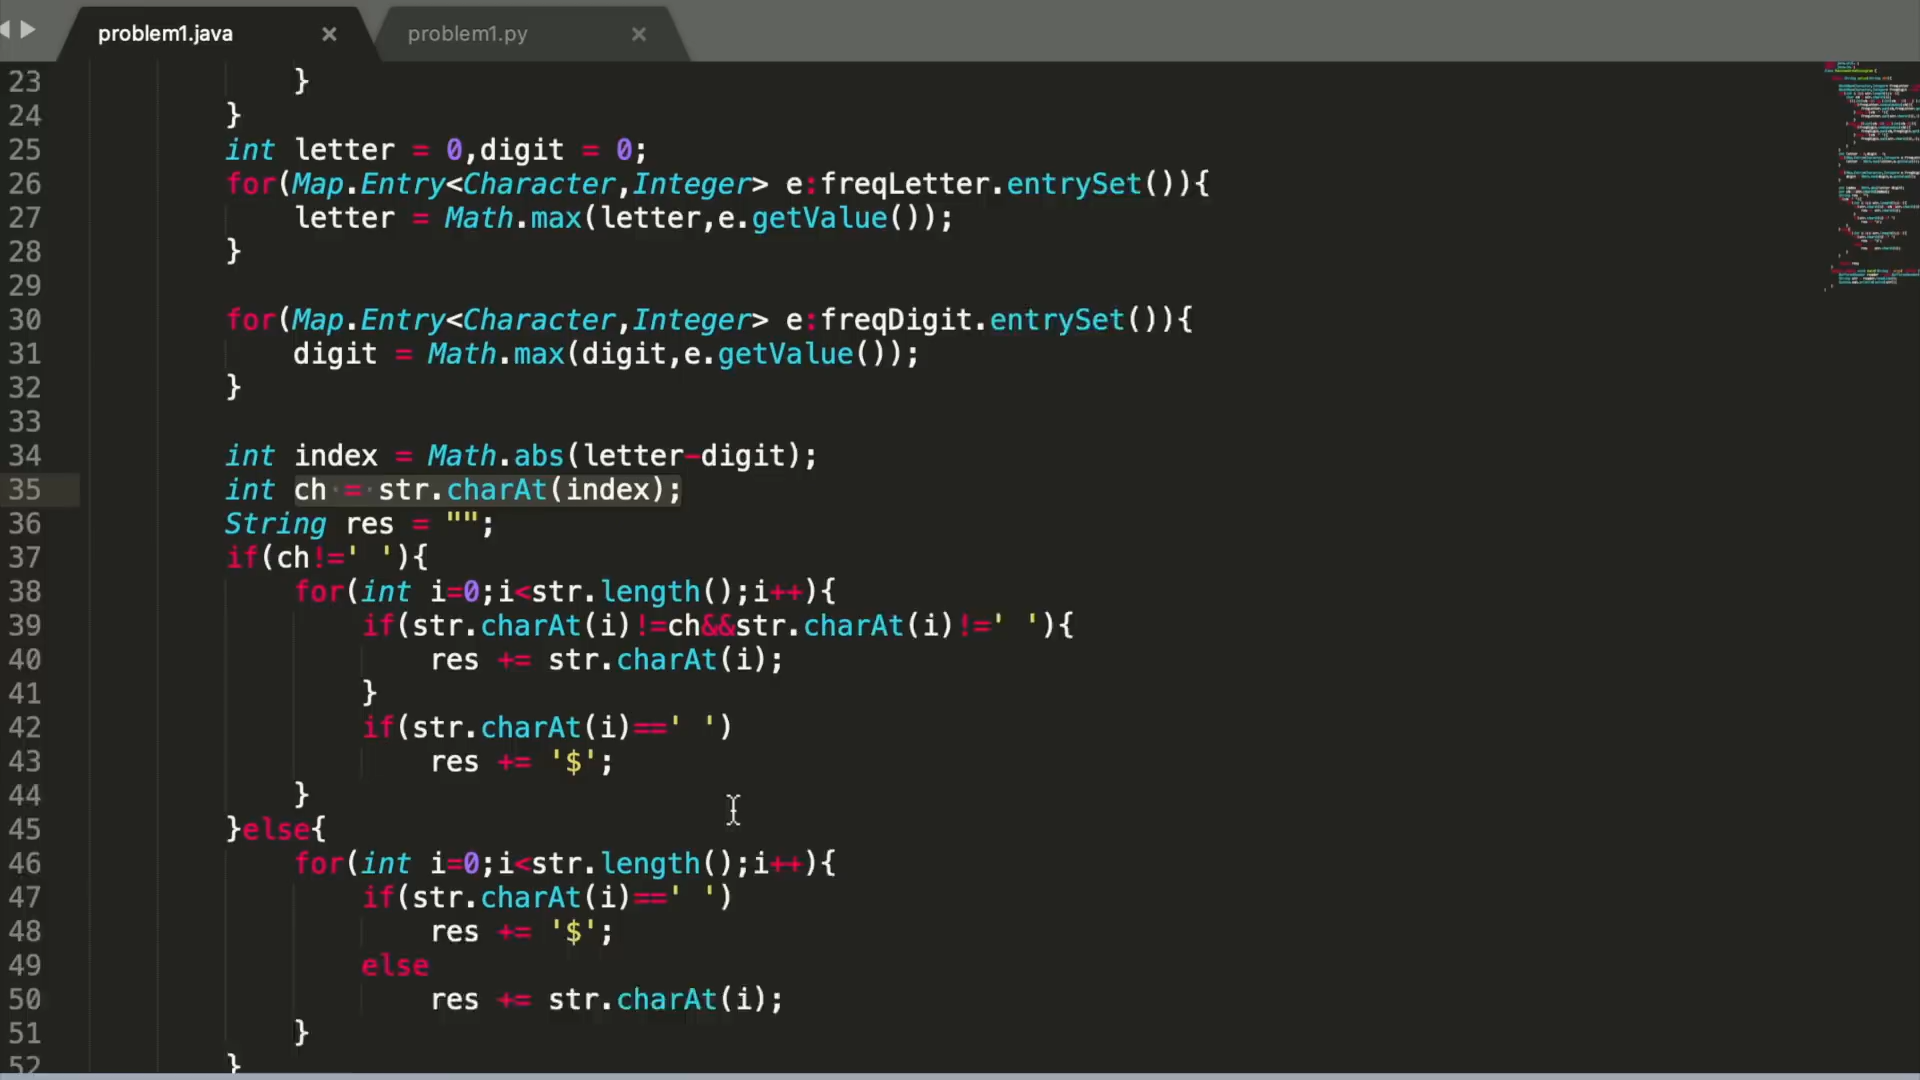 problem1.java × problem1.py ×
23 }
24 }
25 int letter = 0,digit = 0;
26 for(Map.Entry<Character,Integer> e:freqLetter.entrySet()){
27 letter = Math.max(letter,e.getValue());
28 }
29
30 for(Map.Entry<Character,Integer> e:freqDigit.entrySet()){
31 digit = Math.max(digit,e.getValue());
32 }
33
34 int index = Math.abs(letter-digit);
35 int ch = str.charAt(index);
36 String res = "";
37 if(ch!=' '){
38 for(int i=0;i<str.length();i++){
39 if(str.charAt(i)!=ch&&str.charAt(i)!=' '){
40 res += str.charAt(i);
41 }
42 if(str.charAt(i)==' ')
43 res += '$';
44 }
45 }else{
46 for(int i=0;i<str.length();i++){
47 if(str.charAt(i)==' ')
48 res += '$';
49 else
50 res += str.charAt(i);
51 }
52 }